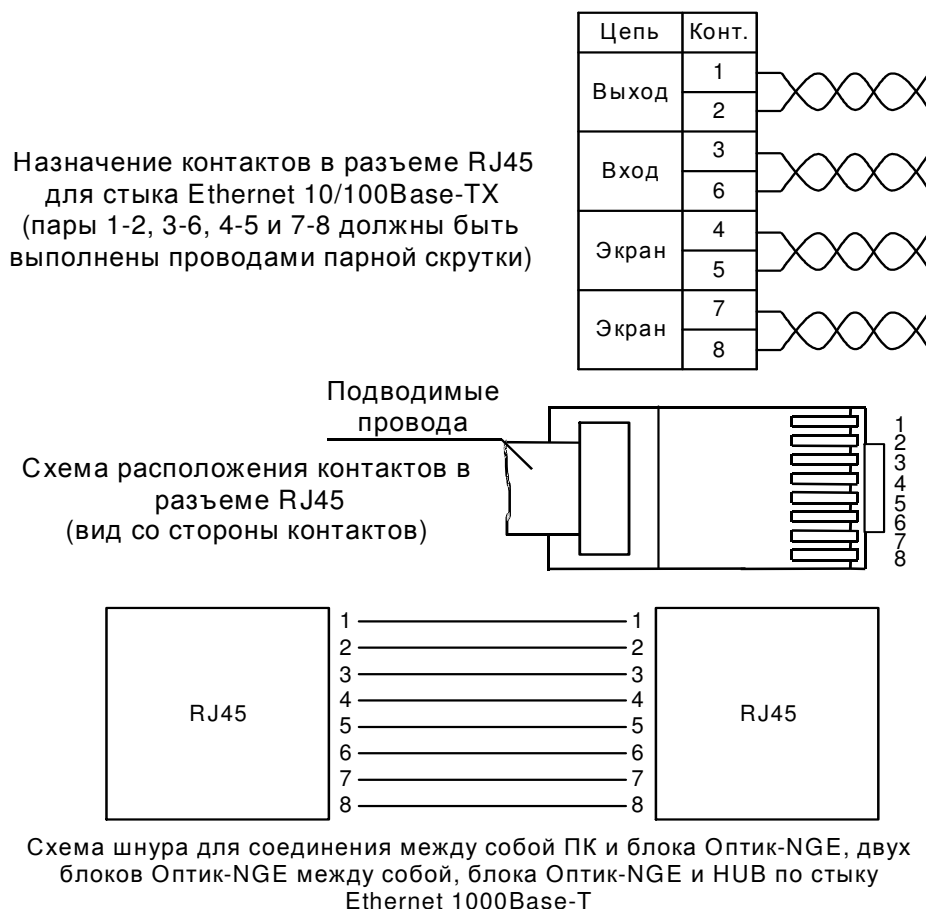 Цепь Конт.
Выход 1
2
Вход 3
6
Экран 4
5
Экран 7
8
Назначение контактов в разъеме RJ45
для стыка Ethernet 10/100Base-TX
(пары 1-2, 3-6, 4-5 и 7-8 должны быть
выполнены проводами парной скрутки)
Подводимые
провода
Схема расположения контактов в
разъеме RJ45
(вид со стороны контактов)
1
2
3
4
5
6
7
8
RJ45
1 1
2 2
3 3
4 4
5 5
6 6
7 7
8 8
RJ45
Схема шнура для соединения между собой ПК и блока Оптик-NGE, двух
блоков Оптик-NGE между собой, блока Оптик-NGE и HUB по стыку
Ethernet 1000Base-T